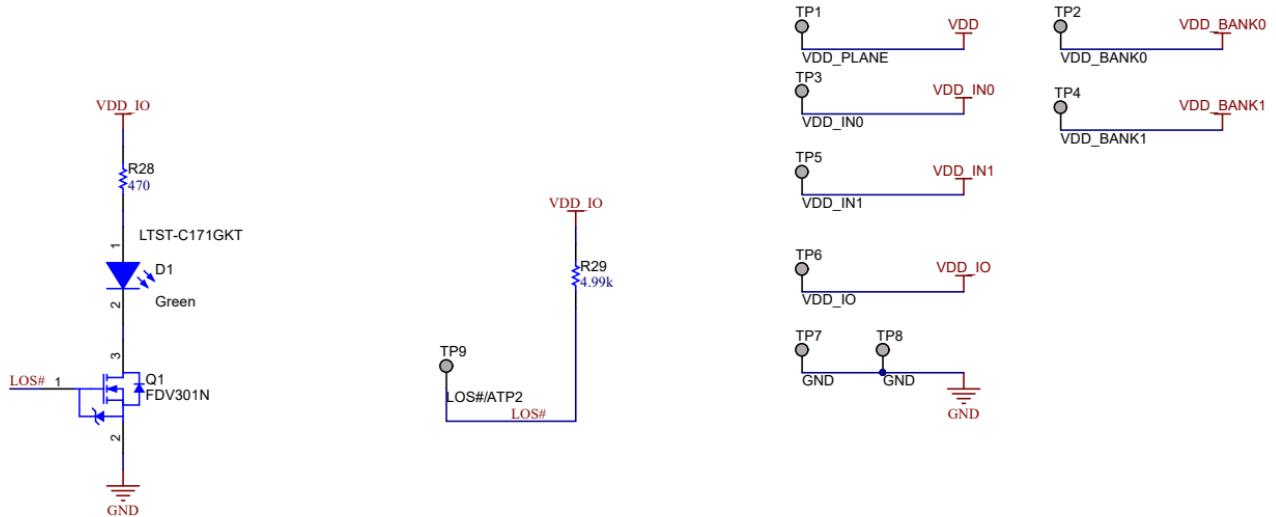 VDD_IO
R28
470
LTST-C171GKT
1
D1
Green
2
3
LOS#
1
Q1
FDV301N
2
GND
VDD_IO
R29
4.99k
TP9
LOS#/ATP2
LOS#
TP1
VDD
VDD_PLANE
TP2
VDD_BANK0
VDD_BANK0
TP3
VDD_IN0
VDD_IN0
TP4
VDD_BANK1
VDD_BANK1
TP5
VDD_IN1
VDD_IN1
TP6
VDD_IO
VDD_IO
TP7
TP8
GND
GND
GND